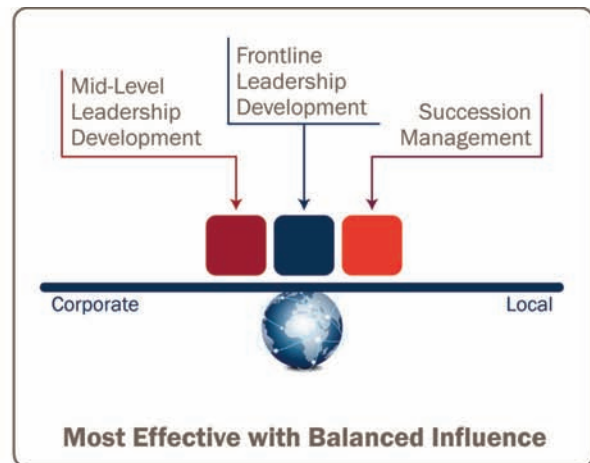 Mid-Level
Leadership
Development
Frontline
Leadership
Development
Succession
Management
Corporate
Local
Most Effective with Balanced Influence